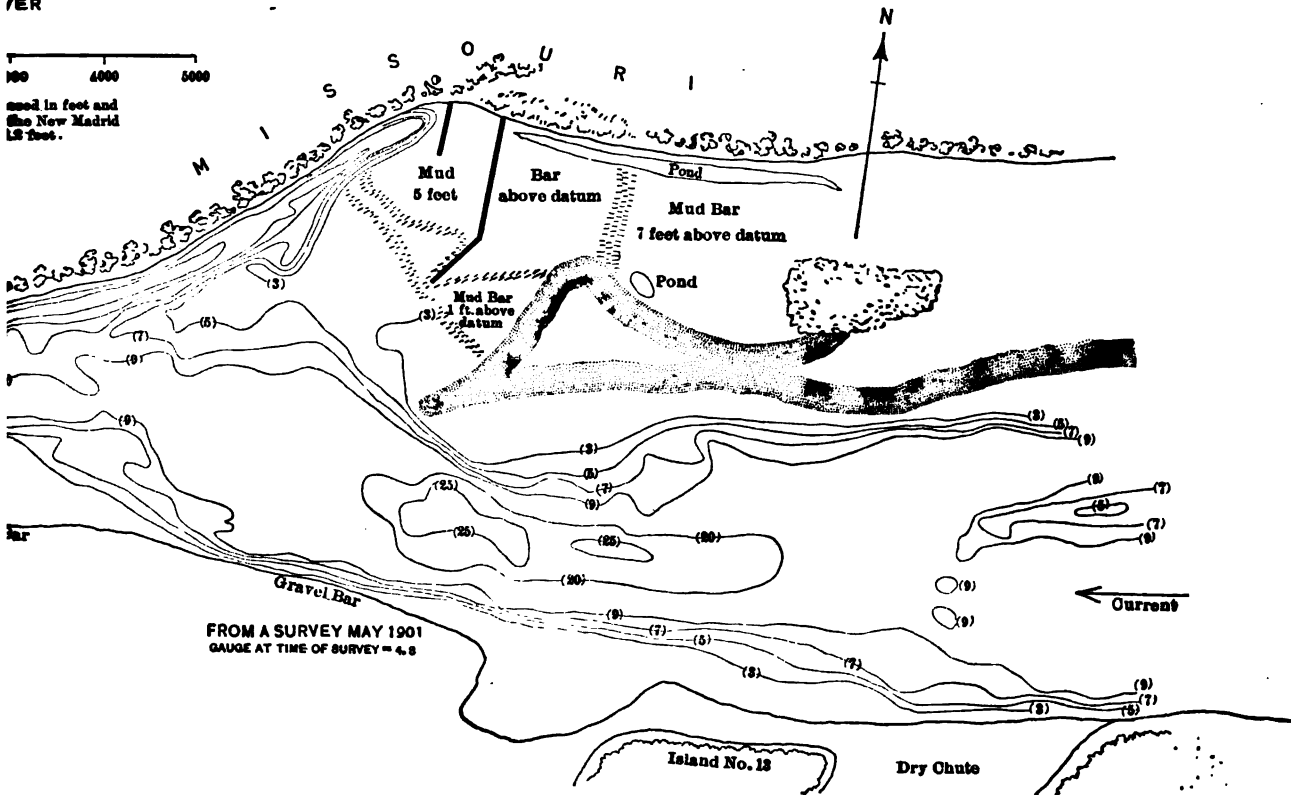 VER
N
MISSOURI
4000 5000
in feet and
the New Madrid
feet.
Mud
5 feet
Bar
above datum
Pond
Mud Bar
7 feet above datum
Pond
(3)
Mud Bar
1 ft. above
datum
(3)
(5)
(7)
(9)
(9)
(3)
(5)
(7)
(9)
(3)
(5)
(7)
(9)
(25)
(25)
(25)
(20)
(20)
(9)
(7)
(5)
(7)
(9)
(9)
(9)
Current
Gravel Bar
FROM A SURVEY MAY 1901
GAUGE AT TIME OF SURVEY = 4.8
(9)
(7)
(5)
(3)
(7)
(9)
(7)
(3)
(5)
Island No. 13
Dry Chute